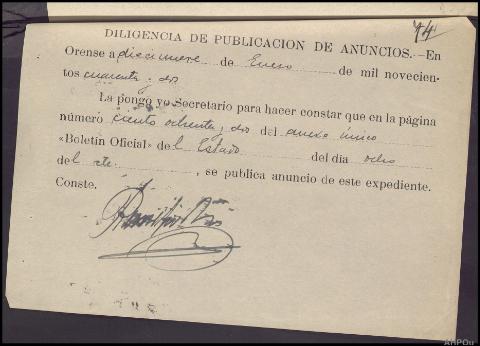 74
DILIGENCIA DE PUBLICACION DE ANUNCIOS.—En
Orense a diecinueve de Enero de mil novecien-
tos cuarenta y dos
La pongo yo Secretario para hacer constar que en la página
número ciento ochenta y dos del anexo único
«Boletín Oficial» del Estado del día ocho
del cte. , se publica anuncio de este expediente.
Conste,
AHPOu